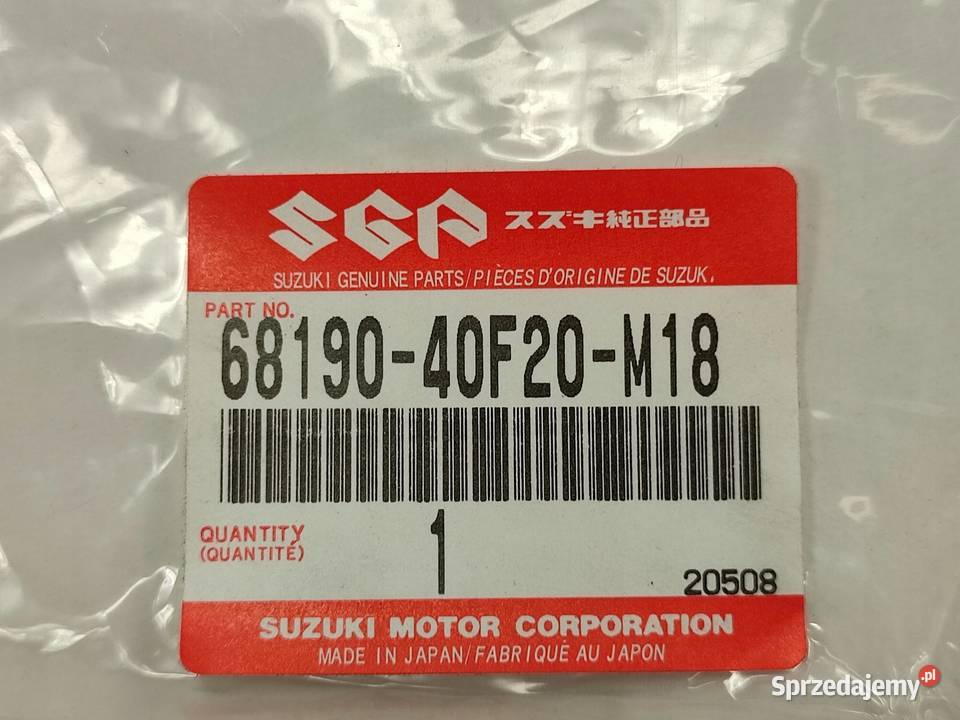 SGP スズキ純正部品
SUZUKI GENUINE PARTS/PIÈCES D'ORIGINE DE SUZUKI
PART NO.
68190-40F20-M18
QUANTITY 1
(QUANTITÉ)
20508
SUZUKI MOTOR CORPORATION
MADE IN JAPAN/FABRIQUÉ AU JAPON
Sprzedajemy.pl